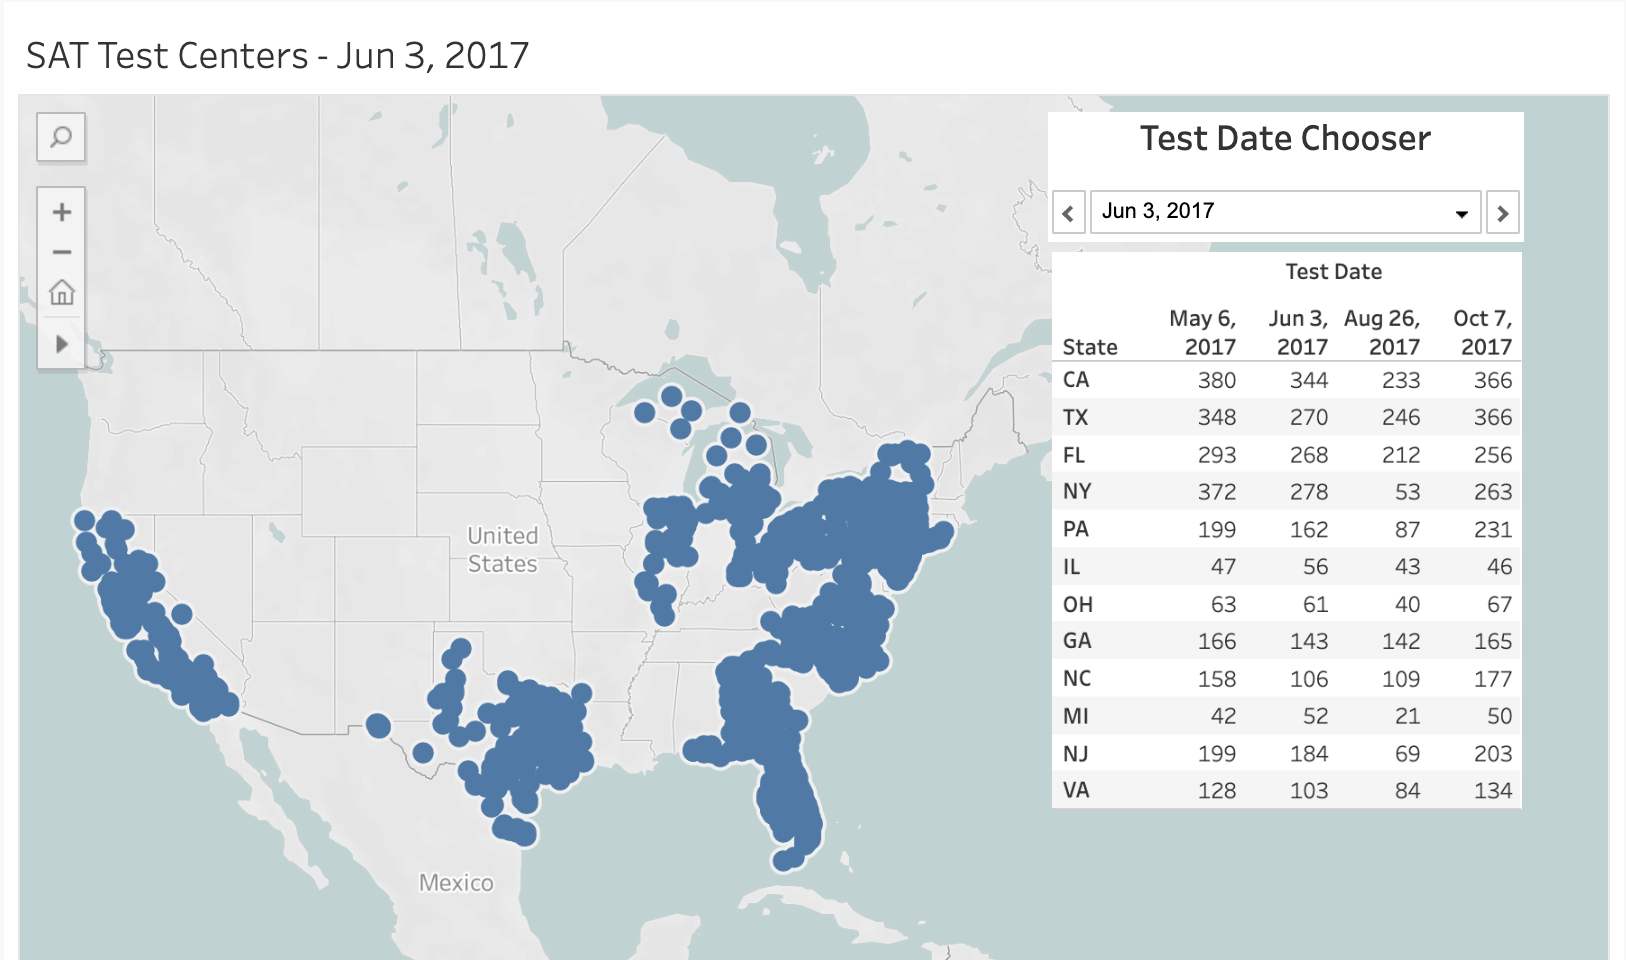 SAT Test Centers - Jun 3, 2017
Test Date Chooser
Jun 3, 2017
Test Date
May 6, Jun 3, Aug 26, Oct 7,
State 2017 2017 2017 2017
CA 380 344 233 366
TX 348 270 246 366
FL 293 268 212 256
NY 372 278 53 263
PA 199 162 87 231
IL 47 56 43 46
OH 63 61 40 67
GA 166 143 142 165
NC 158 106 109 177
MI 42 52 21 50
NJ 199 184 69 203
VA 128 103 84 134
United
States
Mexico